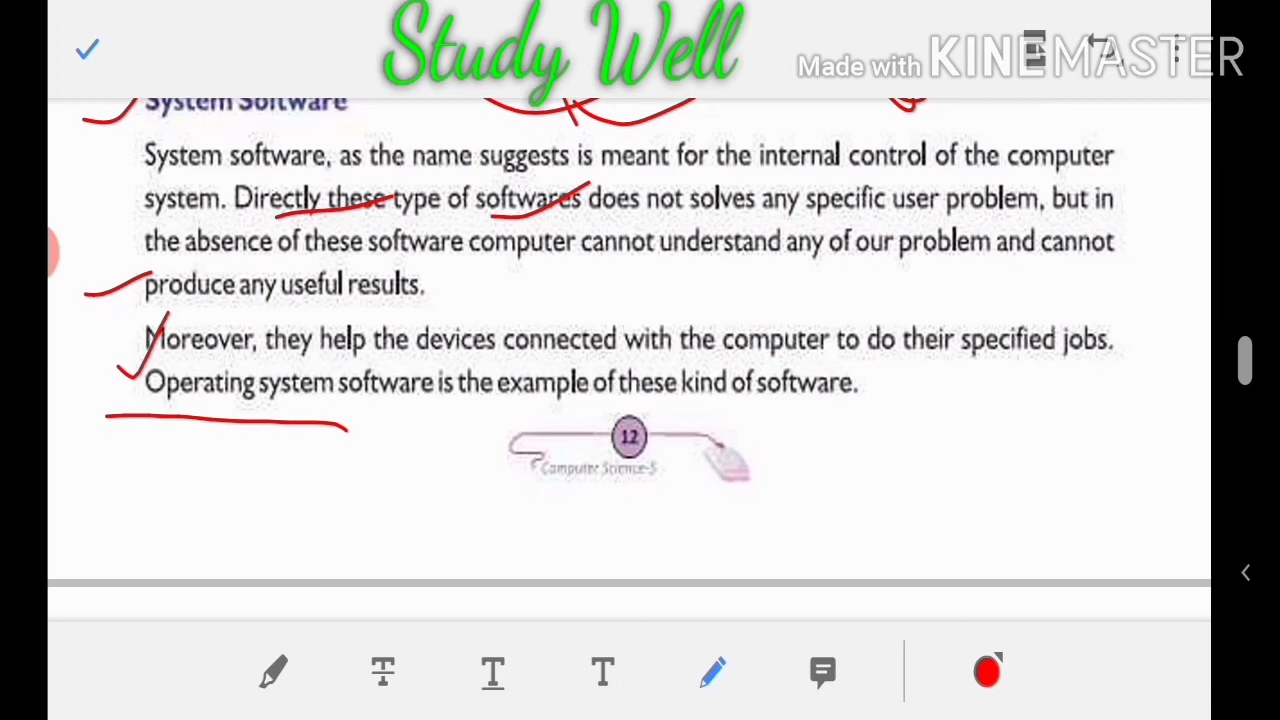 Study Well
Made with KINEMASTER
System Software
System software, as the name suggests is meant for the internal control of the computer
system. Directly these type of softwares does not solves any specific user problem, but in
the absence of these software computer cannot understand any of our problem and cannot
produce any useful results.
Moreover, they help the devices connected with the computer to do their specified jobs.
Operating system software is the example of these kind of software.
12
Computer Science-5
T
T
T